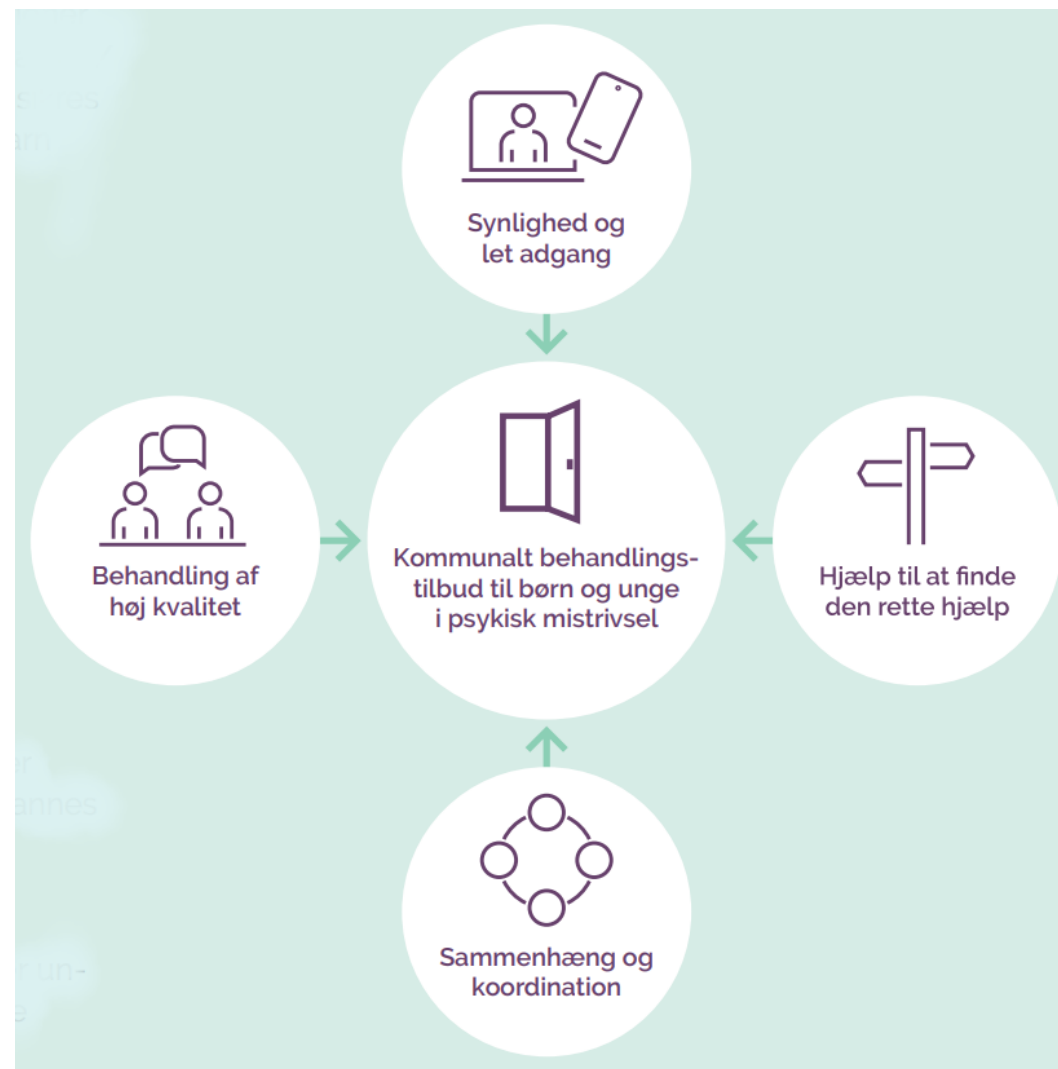 Synlighed og
let adgang
Behandling af
høj kvalitet
Kommunalt behandlings-
tilbud til børn og unge
i psykisk mistrivsel
Hjælp til at finde
den rette hjælp
Sammenhæng og
koordination